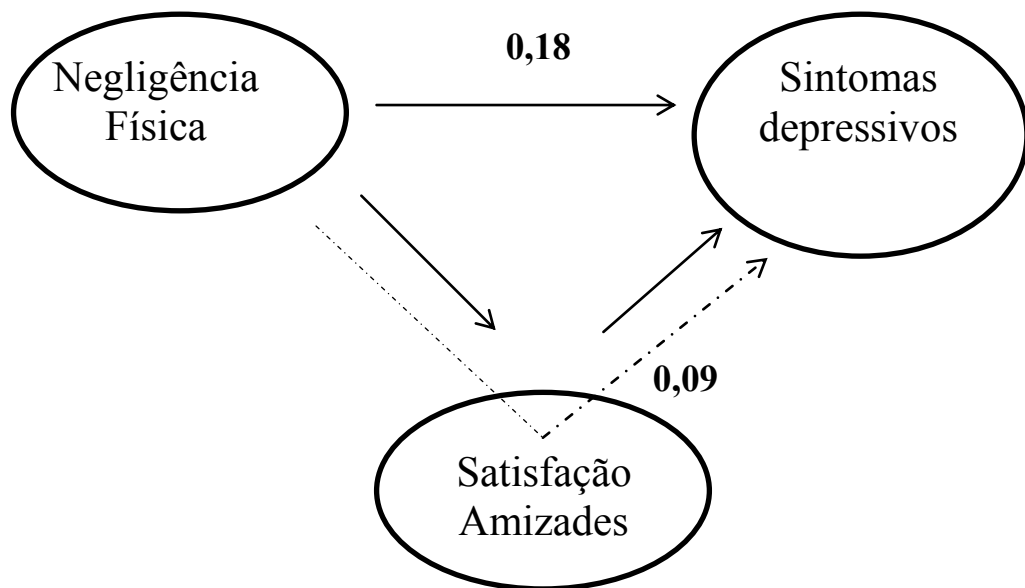 0,18
Negligência
Física
Sintomas
depressivos
0,09
Satisfação
Amizades